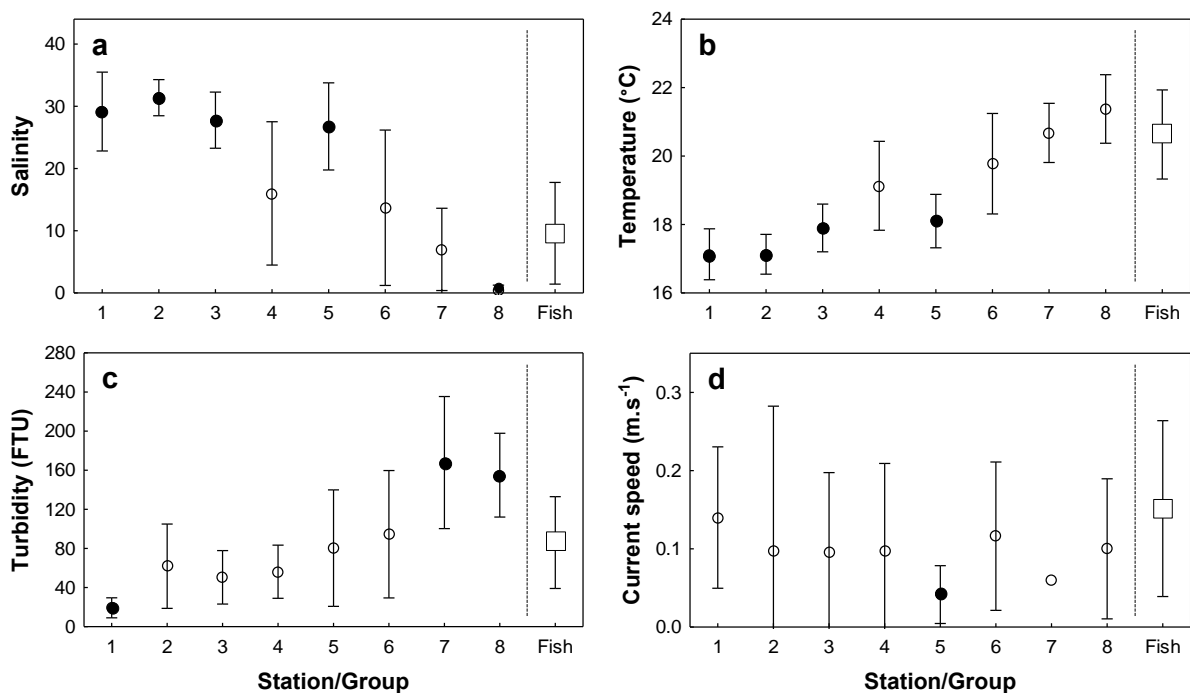 a
Salinity
40
30
20
10
0
1 2 3 4 5 6 7 8 Fish
b
Temperature (°C)
24
22
20
18
16
1 2 3 4 5 6 7 8 Fish
c
Turbidity (FTU)
280
240
200
160
120
80
40
0
1 2 3 4 5 6 7 8 Fish
Station/Group
d
Current speed (m.s⁻¹)
0.3
0.2
0.1
0.0
1 2 3 4 5 6 7 8 Fish
Station/Group